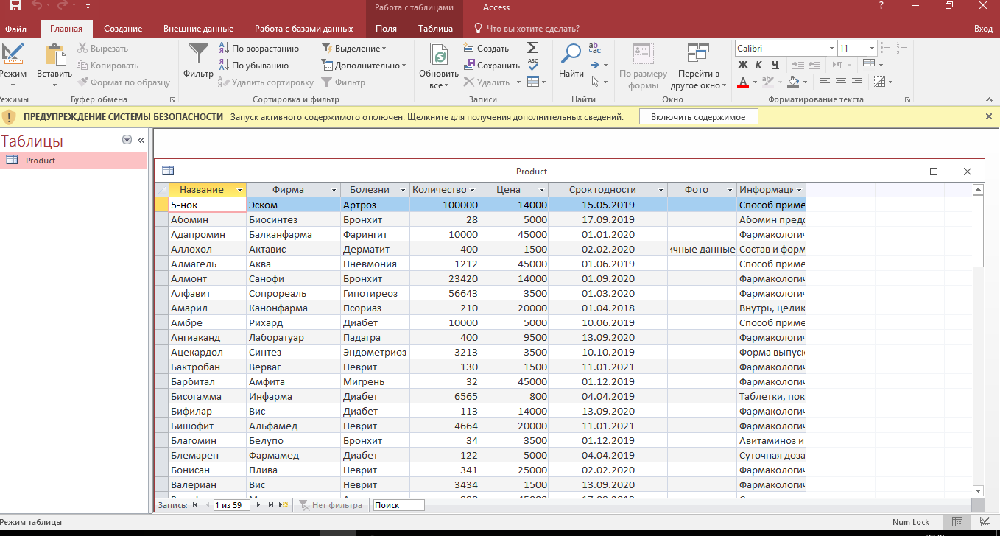 Работа с таблицами Access ?
Файл Главная Создание Внешние данные Работа с базами данных Поля Таблица Что вы хотите сделать? Вход
Режим Вставить Вырезать Копировать Формат по образцу
Фильтр По возрастанию По убыванию Удалить сортировку Выделение Дополнительно Фильтр
Обновить все Создать Сохранить Удалить
Найти По размеру формы Перейти в другое окно
Calibri 11
Ж К Ч
Режимы Буфер обмена Сортировка и фильтр Записи Найти Окно Форматирование текста
ПРЕДУПРЕЖДЕНИЕ СИСТЕМЫ БЕЗОПАСНОСТИ Запуск активного содержимого отключен. Щелкните для получения дополнительных сведений. Включить содержимое
Таблицы
Product
Product
Название Фирма Болезни Количество Цена Срок годности Фото Информаци
5-нок Эском Артроз 100000 14000 15.05.2019 Способ приме
Абомин Биосинтез Бронхит 28 5000 17.09.2019 Абомин предс
Адапромин Балканфарма Фарингит 10000 45000 01.01.2020 Фармакологич
Аллохол Актавис Дерматит 400 1500 02.02.2020 ичные данные Состав и форм
Алмагель Аква Пневмония 1212 45000 01.06.2019 Способ приме
Алмонт Санофи Бронхит 23420 14000 01.09.2020 Фармакологич
Алфавит Сопрореаль Гипотиреоз 56643 3500 01.03.2020 Фармакологич
Амарил Канонфарма Псориаз 210 20000 01.04.2018 Внутрь, целик
Амбре Рихард Диабет 10000 5000 10.06.2019 Способ приме
Ангиаканд Лаборатуар Падагра 400 9500 13.09.2020 Фармакологич
Ацекардол Синтез Эндометриоз 3213 3500 10.10.2019 Форма выпуск
Бактробан Верваг Неврит 130 1500 11.01.2021 Фармакологич
Барбитал Амфита Мигрень 32 45000 01.12.2019 Фармакологич
Бисогамма Инфарма Диабет 6565 800 04.04.2019 Таблетки, пок
Бифилар Вис Диабет 113 14000 13.09.2020 Фармакологич
Бишофит Альфамед Неврит 4664 20000 11.01.2021 Фармакологич
Благомин Белупо Бронхит 34 3500 01.12.2019 Авитаминоз и
Блемарен Фармамед Диабет 122 5000 04.04.2019 Суточная доза
Бонисан Плива Неврит 341 25000 02.02.2020 Фармакологич
Валериан Вис Неврит 3434 1500 13.09.2020 Фармакологич
Запись: 1 из 59 Нет фильтра Поиск
Режим таблицы Num Lock